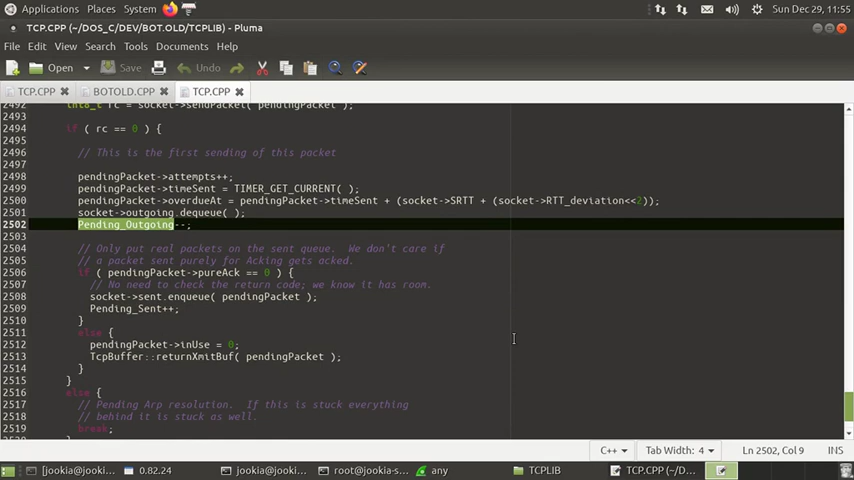 Applications Places System Sun Dec 29, 11:55
TCP.CPP (~/DOS_C/DEV/BOT.OLD/TCPLIB) - Pluma
File Edit View Search Tools Documents Help
Open Save Undo
TCP.CPP BOTOLD.CPP TCP.CPP
2492 int8_t rc = socket->sendPacket( pendingPacket );
2493
2494 if ( rc == 0 ) {
2495
2496 // This is the first sending of this packet
2497
2498 pendingPacket->attempts++;
2499 pendingPacket->timeSent = TIMER_GET_CURRENT( );
2500 pendingPacket->overdueAt = pendingPacket->timeSent + (socket->SRTT + (socket->RTT_deviation<<2));
2501 socket->outgoing.dequeue( );
2502 Pending_Outgoing--;
2503
2504 // Only put real packets on the sent queue. We don't care if
2505 // a packet sent purely for Acking gets acked.
2506 if ( pendingPacket->pureAck == 0 ) {
2507 // No need to check the return code; we know it has room.
2508 socket->sent.enqueue( pendingPacket );
2509 Pending_Sent++;
2510 }
2511 else {
2512 pendingPacket->inUse = 0;
2513 TcpBuffer::returnXmitBuf( pendingPacket );
2514 }
2515 }
2516 else {
2517 // Pending Arp resolution. If this is stuck everything
2518 // behind it is stuck as well.
2519 break;
C++ Tab Width: 4 Ln 2502, Col 9 INS
[jookia@jooki... 0.82.24 jookia@jookia... root@jookia-s... any TCPLIB TCP.CPP (~/D...